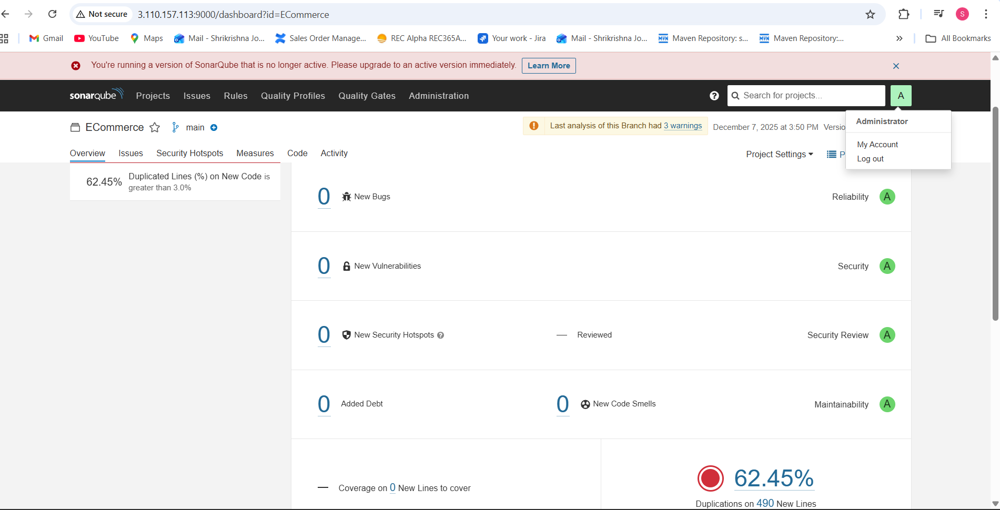 Not secure 3.110.157.113:9000/dashboard?id=ECommerce S
Gmail YouTube Maps Mail - Shrikrishna Jo... Sales Order Manage... REC Alpha REC365A... Your work - Jira Mail - Shrikrishna Jo... Maven Repository: s... Maven Repository:... » All Bookmarks
You're running a version of SonarQube that is no longer active. Please upgrade to an active version immediately. Learn More
sonarqube Projects Issues Rules Quality Profiles Quality Gates Administration ? Search for projects... A
ECommerce main Last analysis of this Branch had 3 warnings December 7, 2025 at 3:50 PM Versio
Administrator
My Account
Log out
Overview Issues Security Hotspots Measures Code Activity Project Settings P
62.45% Duplicated Lines (%) on New Code is
greater than 3.0%
0 New Bugs Reliability A
0 New Vulnerabilities Security A
0 New Security Hotspots ? — Reviewed Security Review A
0 Added Debt 0 New Code Smells Maintainability A
— Coverage on 0 New Lines to cover
62.45%
Duplications on 490 New Lines